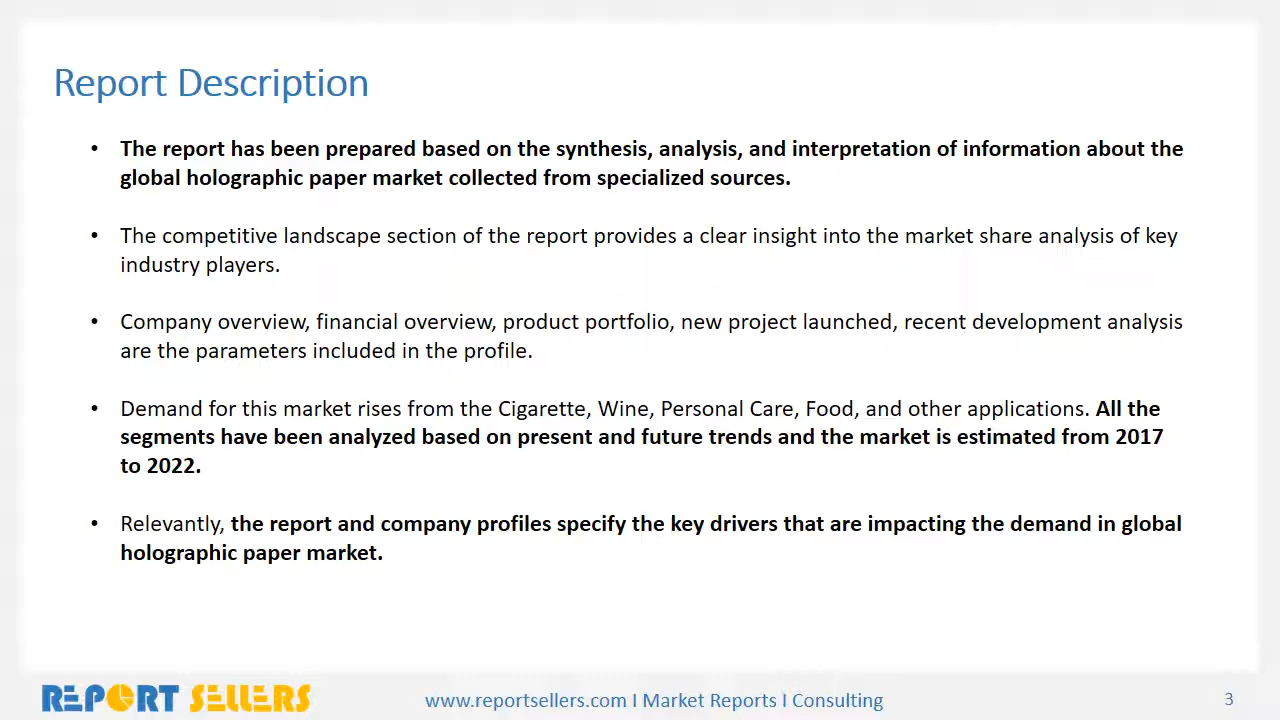 Report Description
• The report has been prepared based on the synthesis, analysis, and interpretation of information about the
global holographic paper market collected from specialized sources.
• The competitive landscape section of the report provides a clear insight into the market share analysis of key
industry players.
• Company overview, financial overview, product portfolio, new project launched, recent development analysis
are the parameters included in the profile.
• Demand for this market rises from the Cigarette, Wine, Personal Care, Food, and other applications. All the
segments have been analyzed based on present and future trends and the market is estimated from 2017
to 2022.
• Relevantly, the report and company profiles specify the key drivers that are impacting the demand in global
holographic paper market.
REPORT SELLERS
www.reportsellers.com I Market Reports I Consulting
3